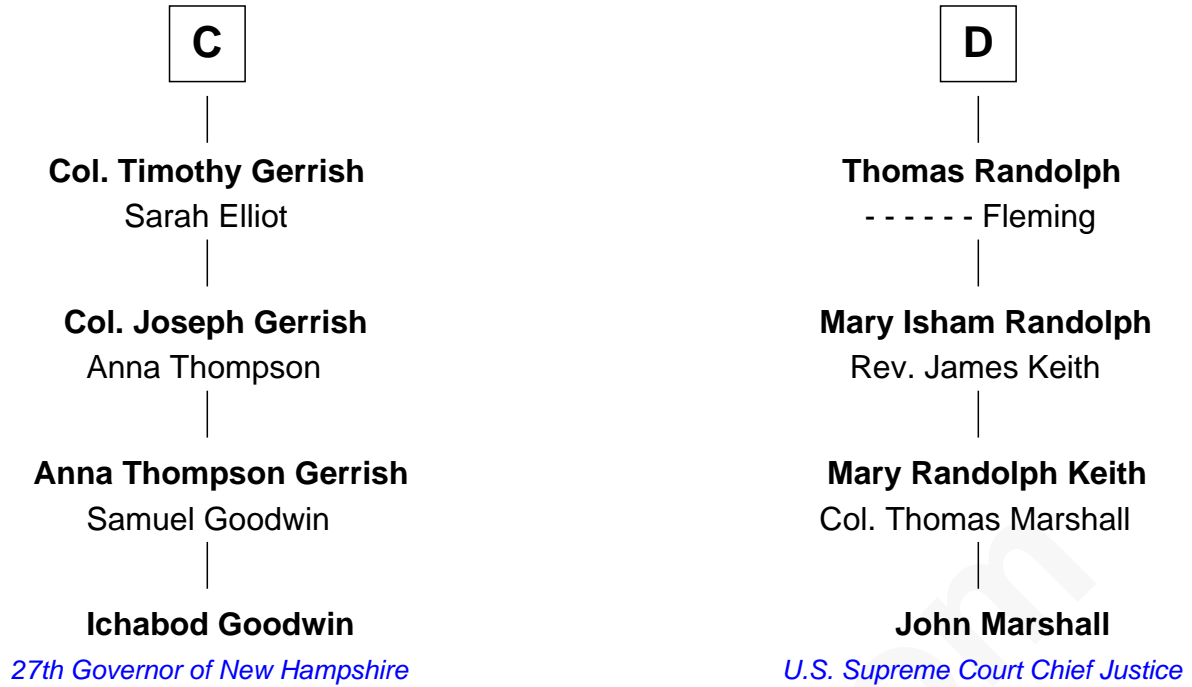 C
Col. Timothy Gerrish
Sarah Elliot
Col. Joseph Gerrish
Anna Thompson
Anna Thompson Gerrish
Samuel Goodwin
Ichabod Goodwin
27th Governor of New Hampshire
D
Thomas Randolph
- - - - - - Fleming
Mary Isham Randolph
Rev. James Keith
Mary Randolph Keith
Col. Thomas Marshall
John Marshall
U.S. Supreme Court Chief Justice